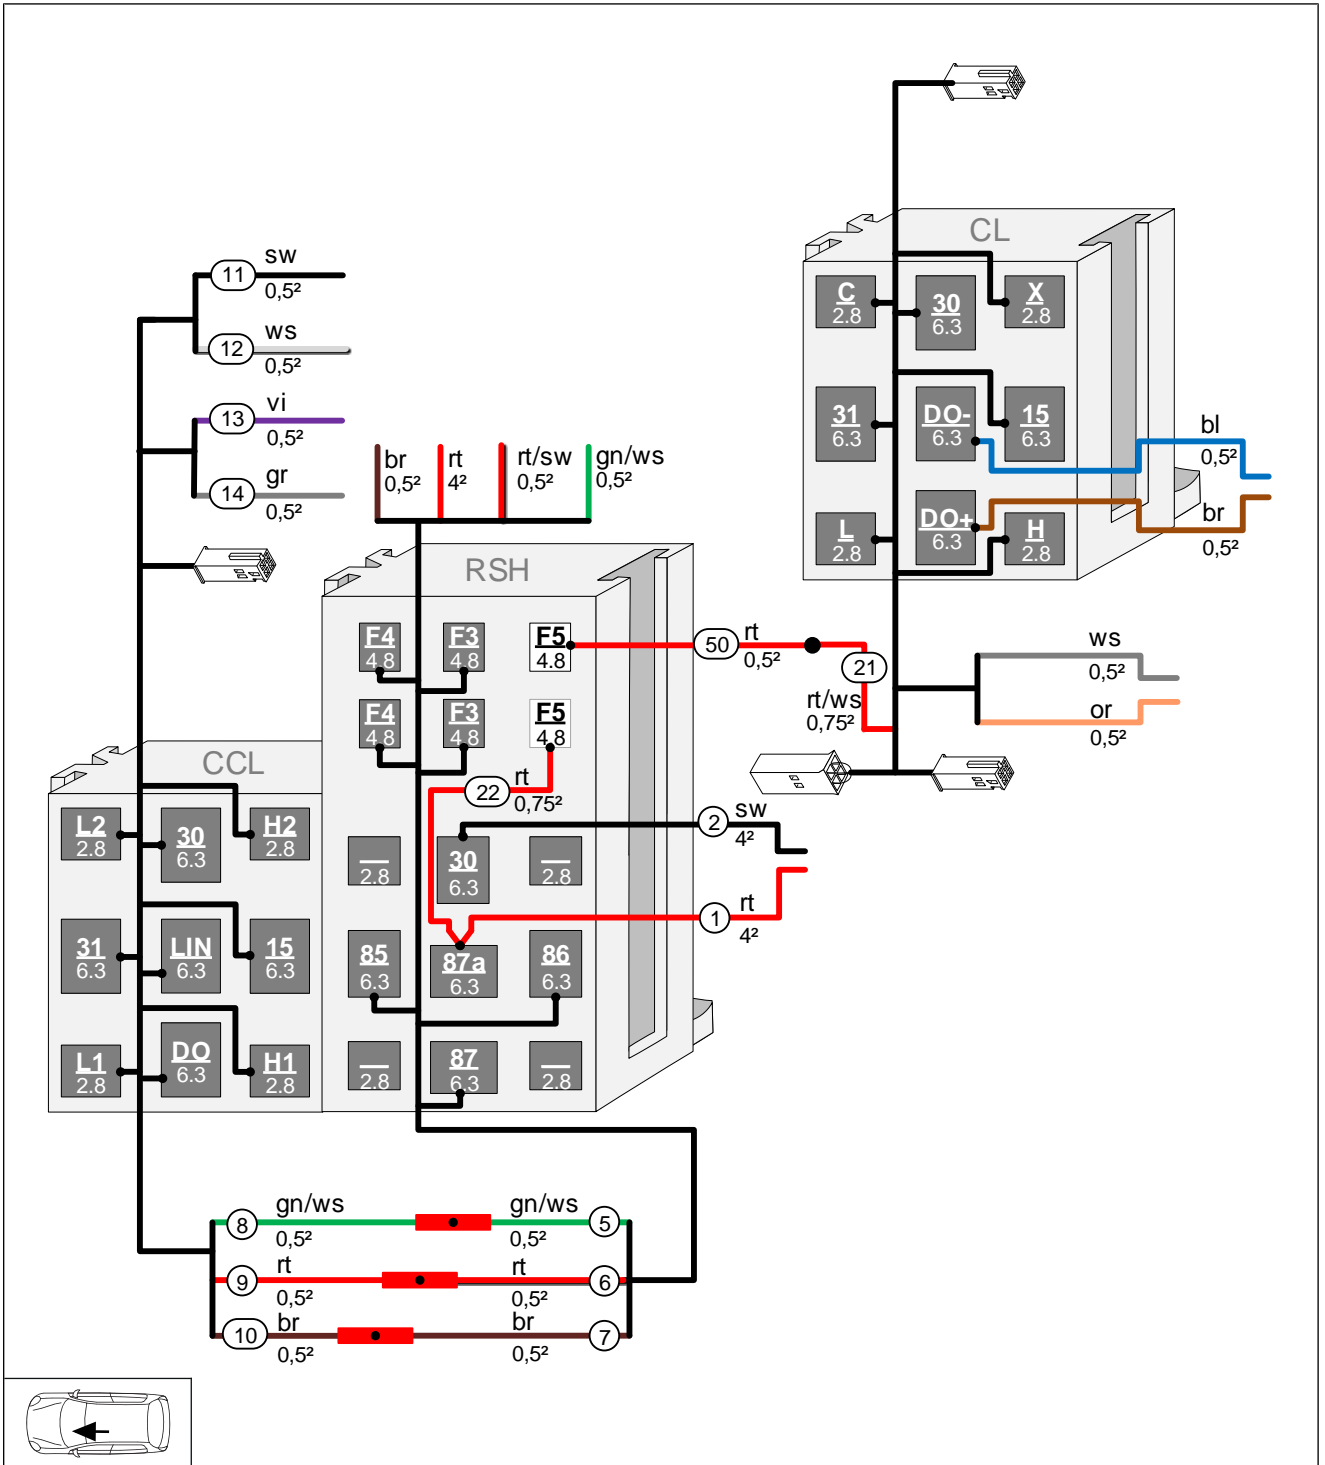 CL
C
2.8
30
6.3
X
2.8
31
6.3
DO-
6.3
15
6.3
L
2.8
DO+
6.3
H
2.8
bl
0,5²
br
0,5²
11
sw
0,5²
12
ws
0,5²
13
vi
0,5²
14
gr
0,5²
br
0,5²
rt
4²
rt/sw
0,5²
gn/ws
0,5²
RSH
F4
4.8
F3
4.8
F5
4.8
F4
4.8
F3
4.8
F5
4.8
50
rt
0,5²
21
rt/ws
0,75²
ws
0,5²
or
0,5²
22
rt
0,75²
2
sw
4²
1
rt
4²
2.8
30
6.3
2.8
85
6.3
87a
6.3
86
6.3
2.8
87
6.3
2.8
CCL
L2
2.8
30
6.3
H2
2.8
31
6.3
LIN
6.3
15
6.3
L1
2.8
DO
6.3
H1
2.8
8
gn/ws
0,5²
gn/ws
0,5²
5
9
rt
0,5²
rt
0,5²
6
10
br
0,5²
br
0,5²
7